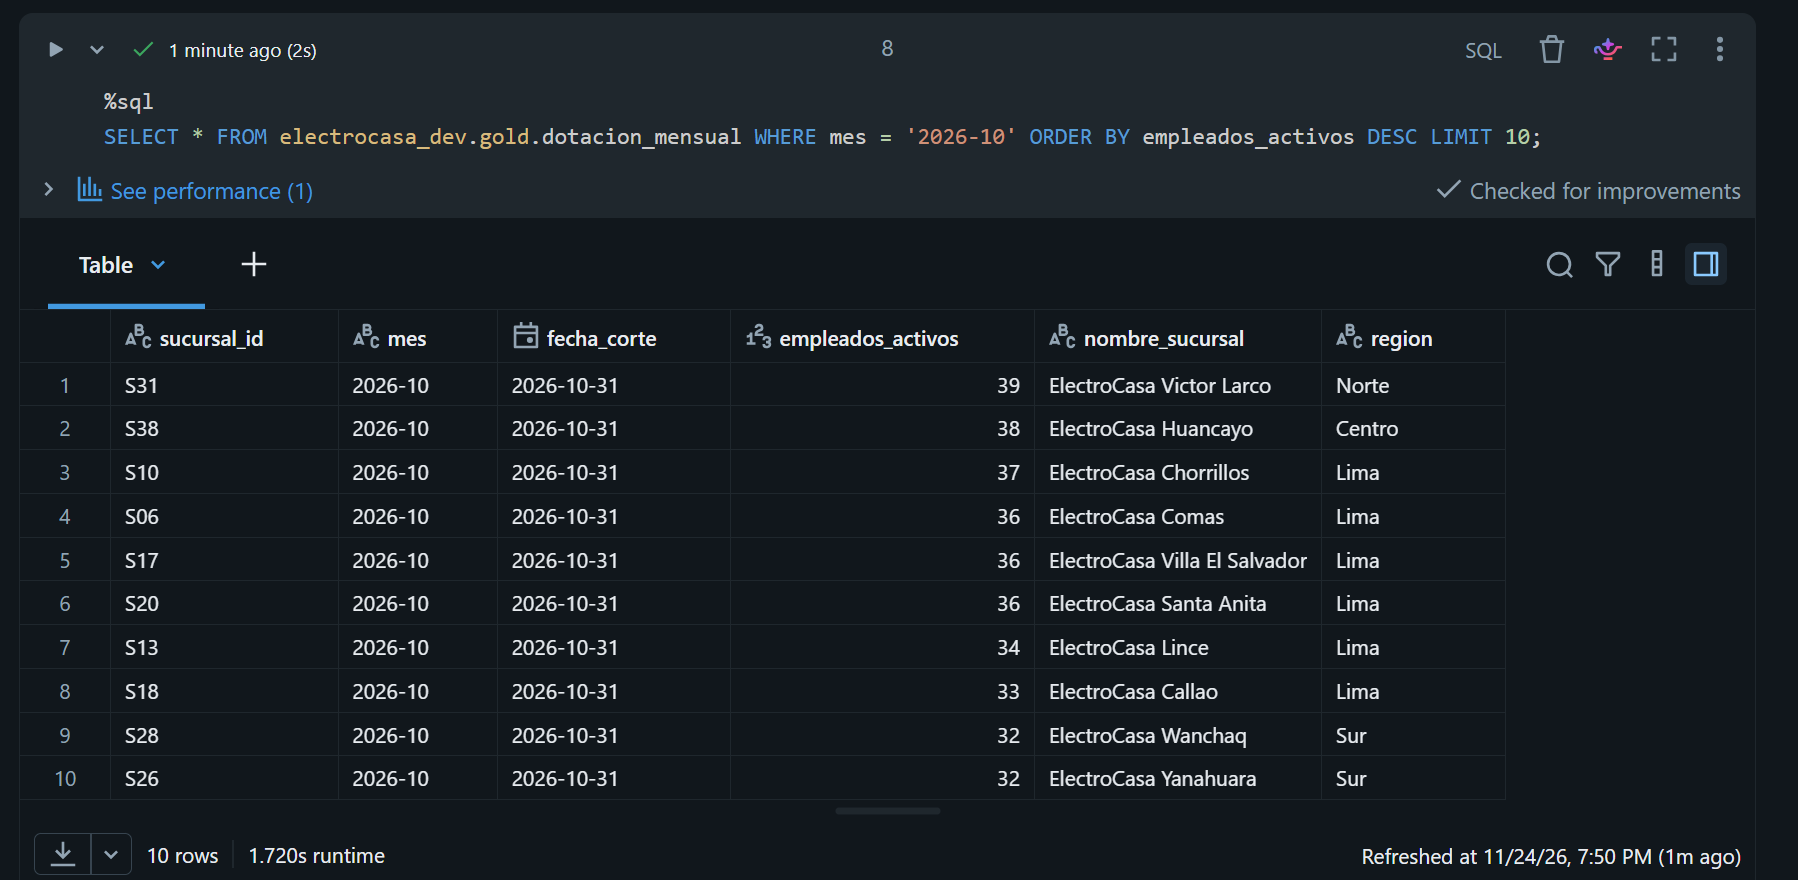 1 minute ago (2s)
8
SQL
%sql
SELECT * FROM electrocasa_dev.gold.dotacion_mensual WHERE mes = '2026-10' ORDER BY empleados_activos DESC LIMIT 10;
See performance (1)
Checked for improvements
Table
sucursal_id mes fecha_corte empleados_activos nombre_sucursal region
1 S31 2026-10 2026-10-31 39 ElectroCasa Victor Larco Norte
2 S38 2026-10 2026-10-31 38 ElectroCasa Huancayo Centro
3 S10 2026-10 2026-10-31 37 ElectroCasa Chorrillos Lima
4 S06 2026-10 2026-10-31 36 ElectroCasa Comas Lima
5 S17 2026-10 2026-10-31 36 ElectroCasa Villa El Salvador Lima
6 S20 2026-10 2026-10-31 36 ElectroCasa Santa Anita Lima
7 S13 2026-10 2026-10-31 34 ElectroCasa Lince Lima
8 S18 2026-10 2026-10-31 33 ElectroCasa Callao Lima
9 S28 2026-10 2026-10-31 32 ElectroCasa Wanchaq Sur
10 S26 2026-10 2026-10-31 32 ElectroCasa Yanahuara Sur
10 rows
1.720s runtime
Refreshed at 11/24/26, 7:50 PM (1m ago)